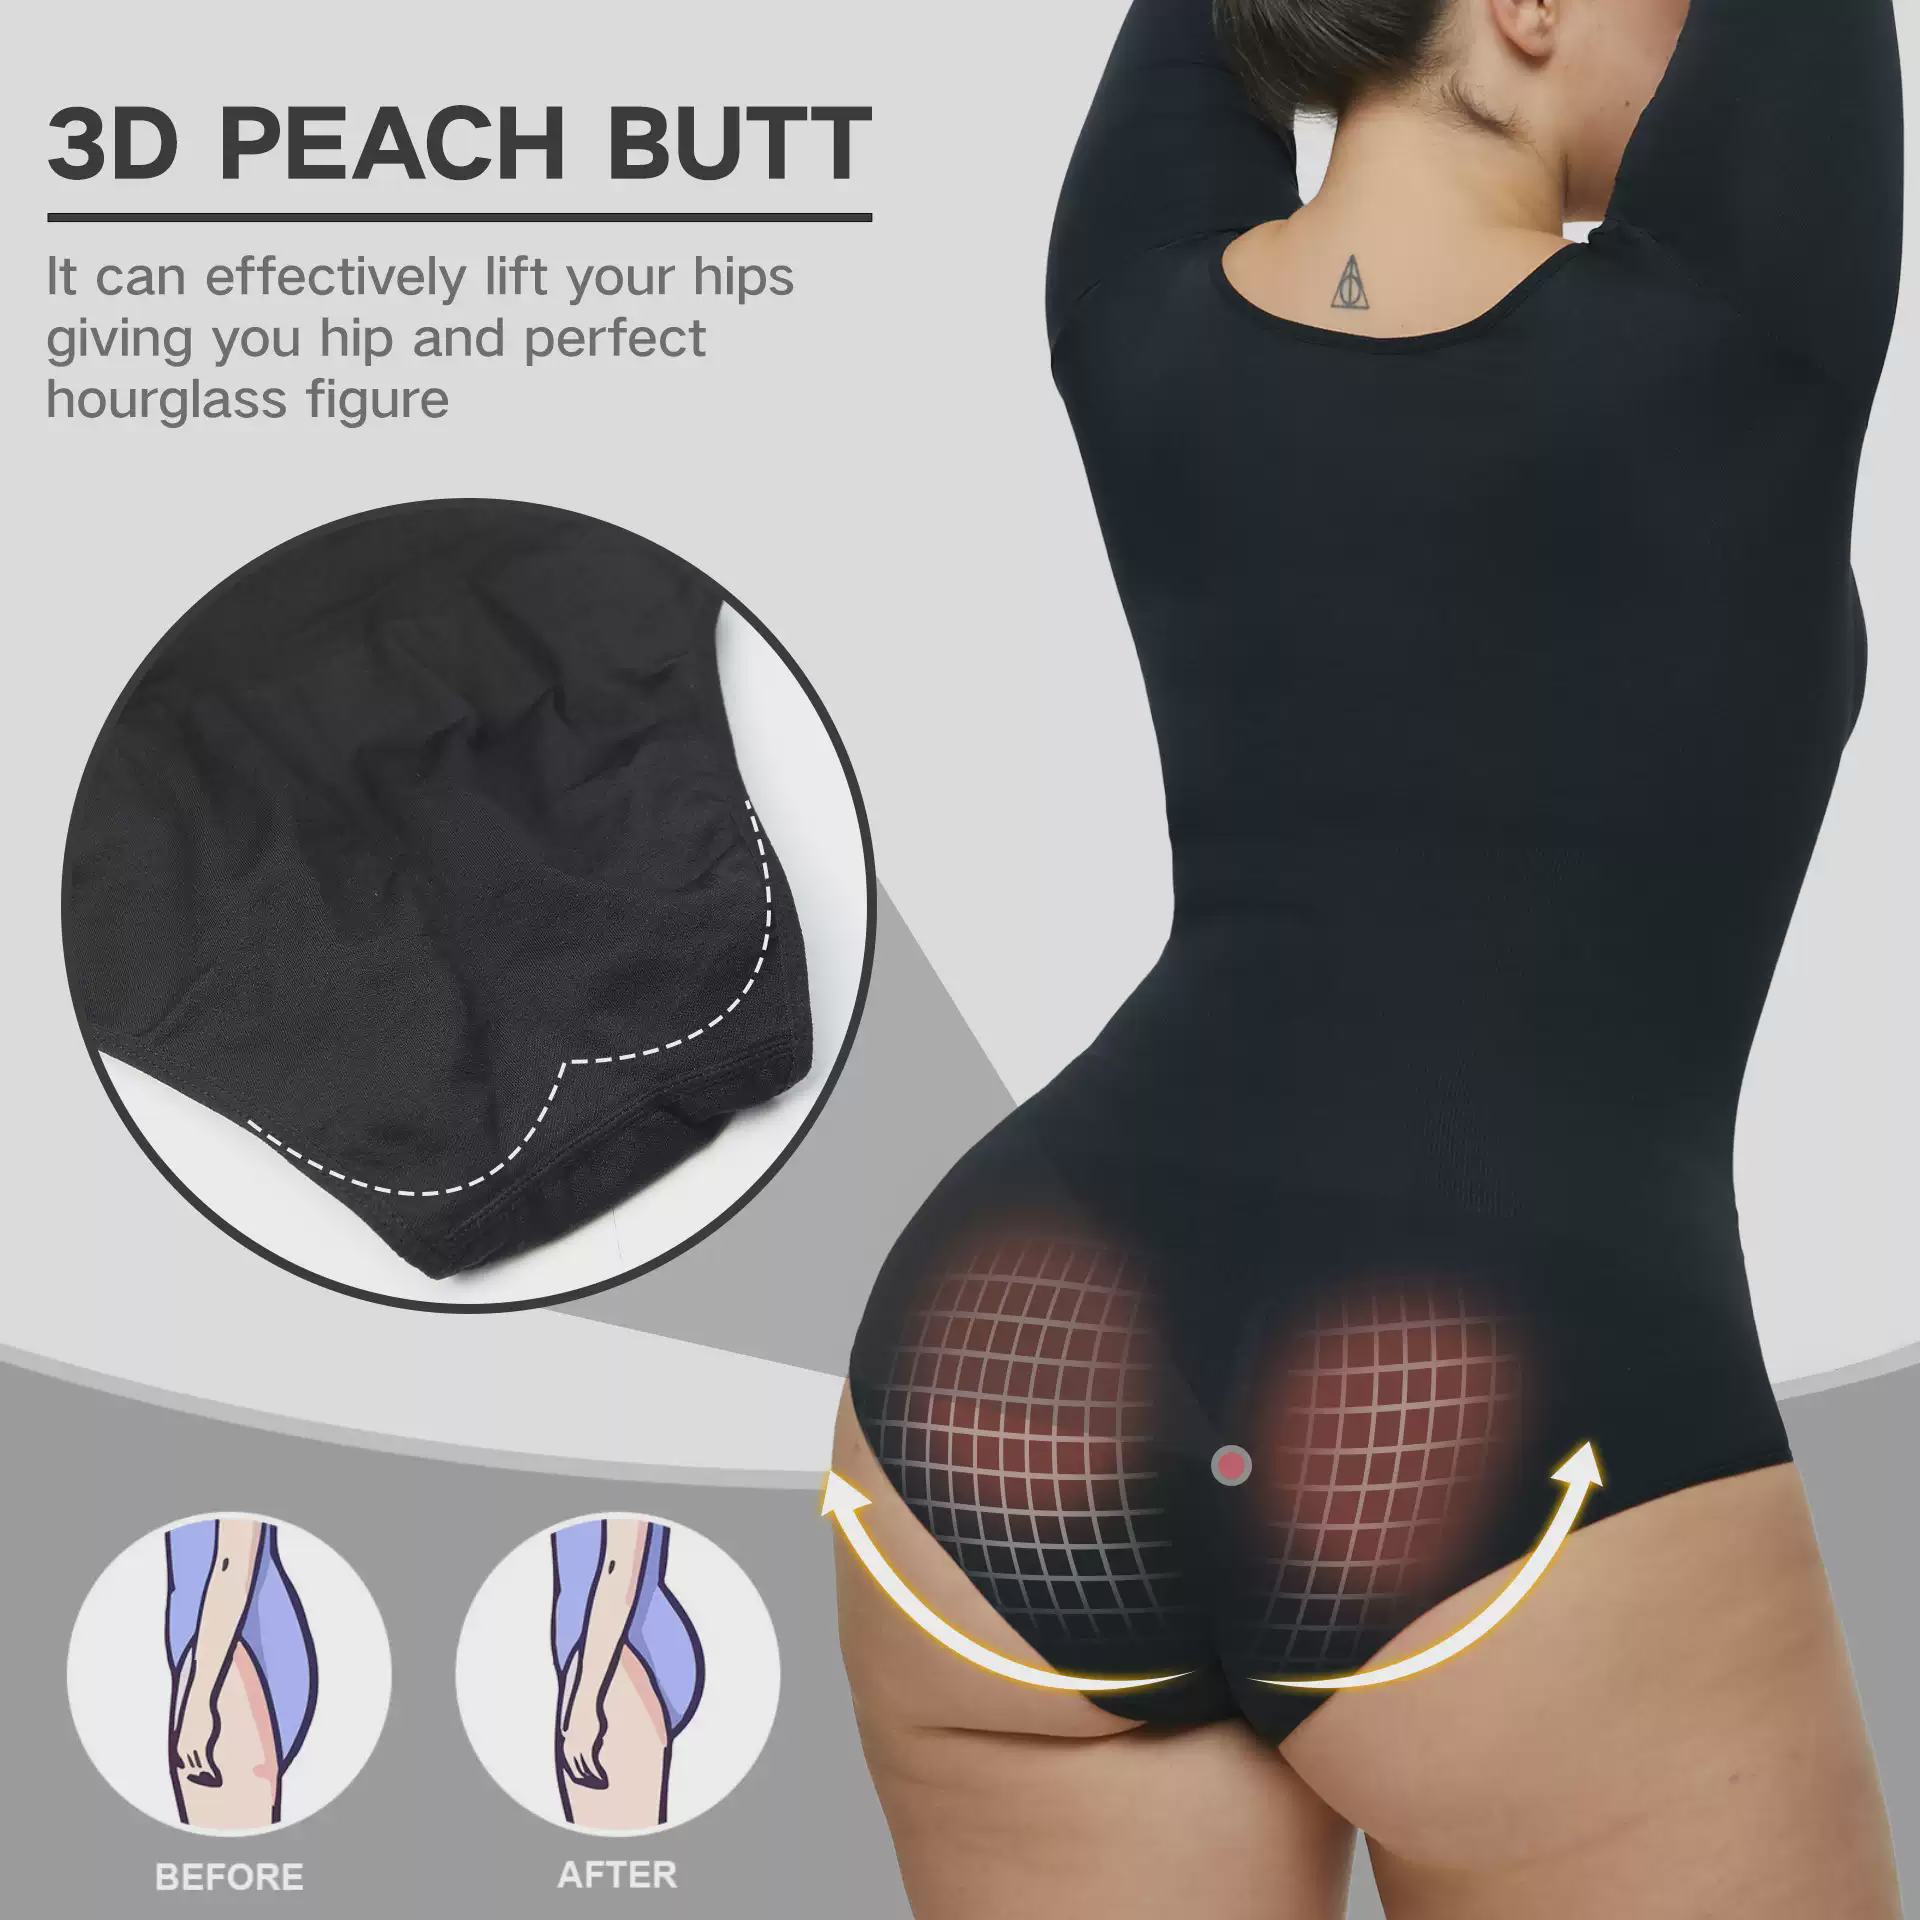 3D PEACH BUTT
It can effectively lift your hips
giving you hip and perfect
hourglass figure
BEFORE
AFTER